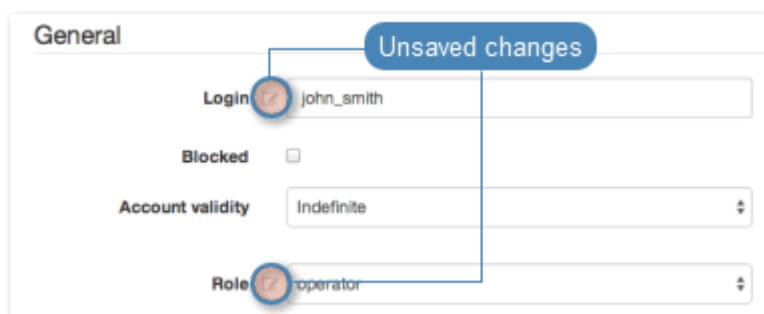 General
Unsaved changes
Login john_smith
Blocked
Account validity Indefinite
Role operator